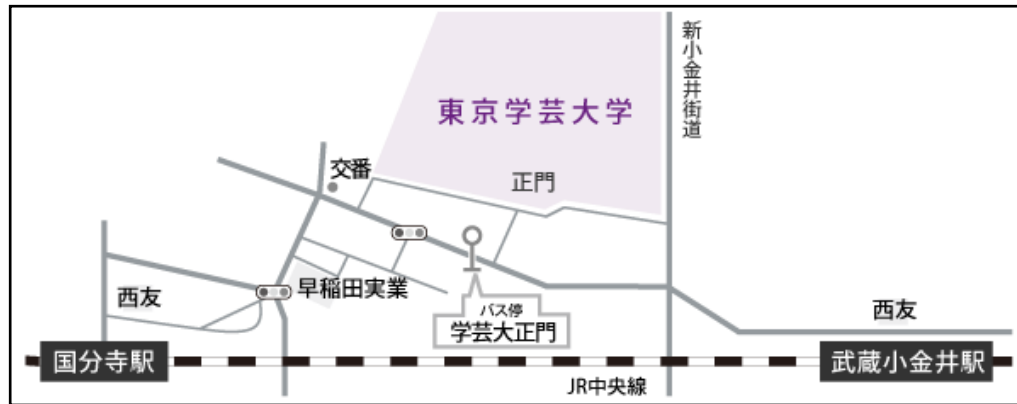 新小金井街道
東京学芸大学
交番
正門
西友
早稲田実業
バス停
学芸大正門
西友
国分寺駅
武蔵小金井駅
JR中央線